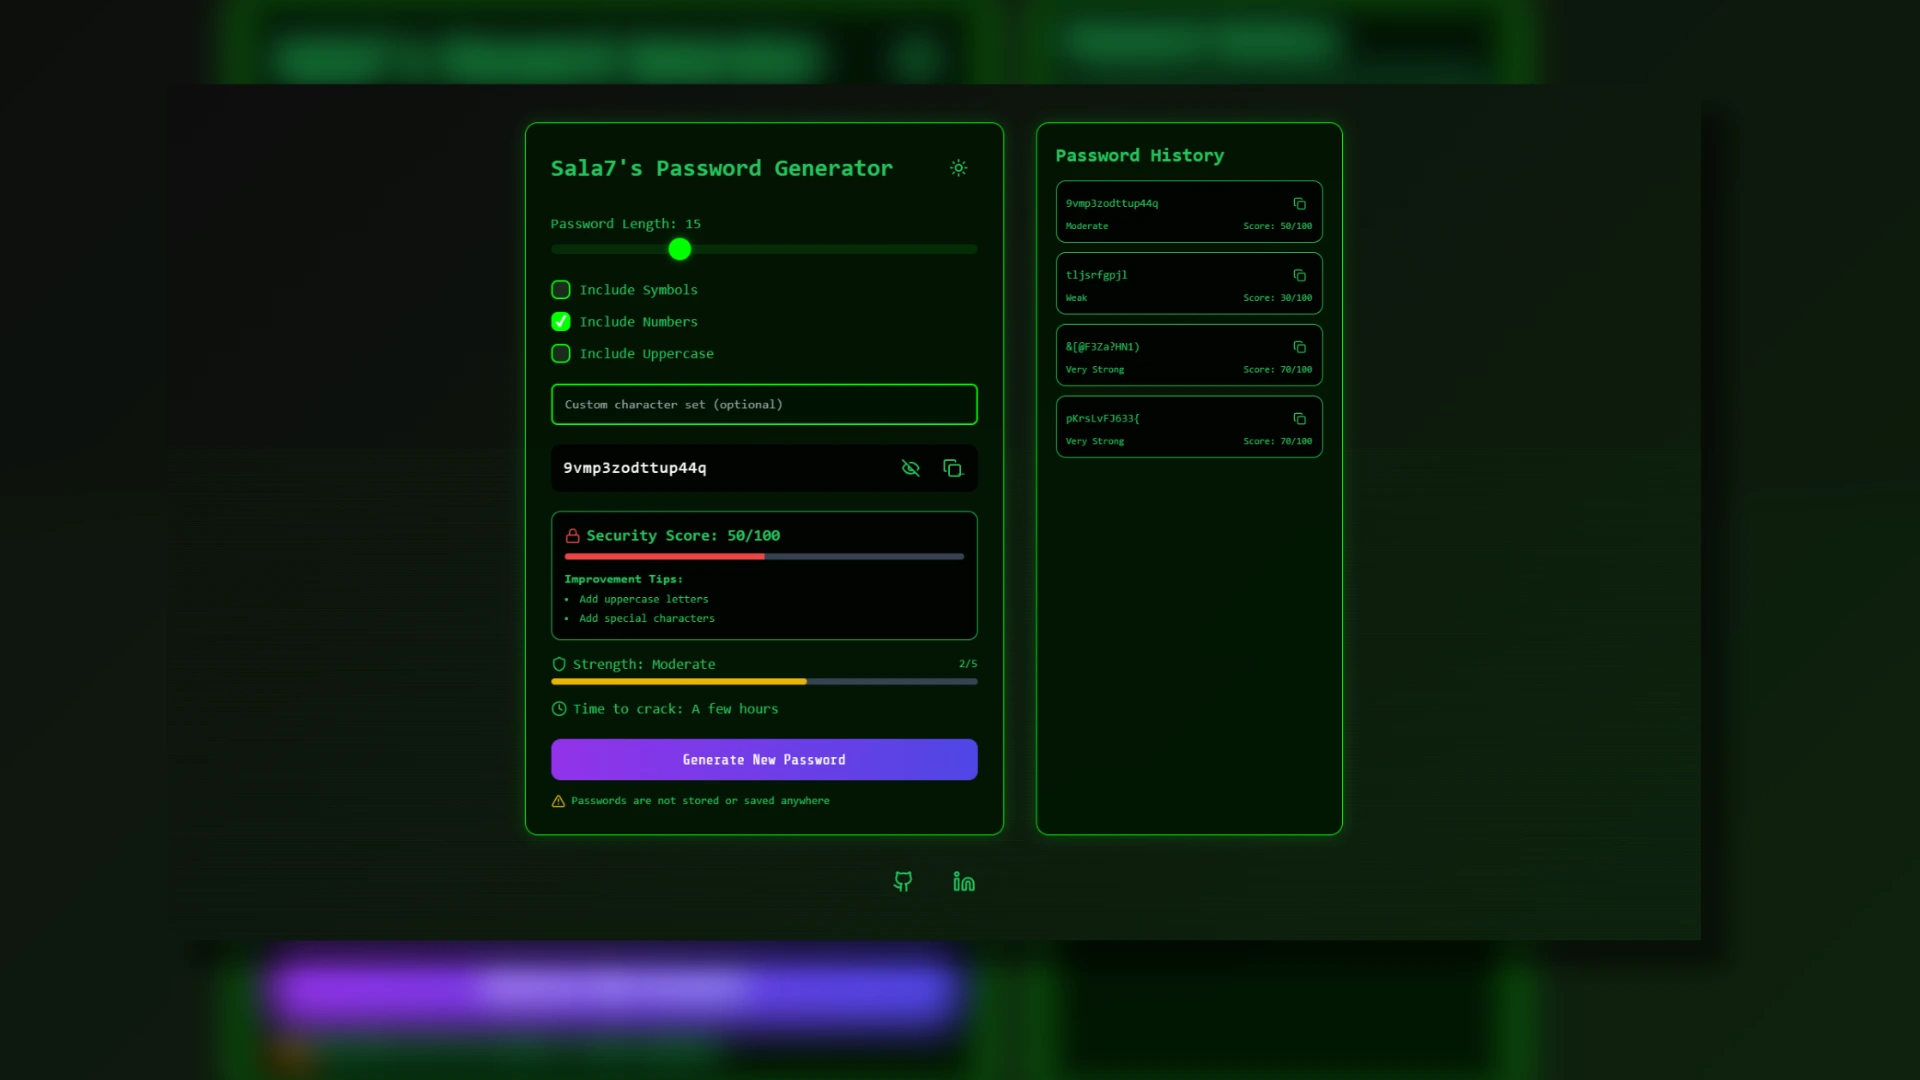 Sala7's Password Generator
Password Length: 15
Include Symbols
Include Numbers
Include Uppercase
Custom character set (optional)
9vmp3zodttup44q
Security Score: 50/100
Improvement Tips:
• Add uppercase letters
• Add special characters
Strength: Moderate 2/5
Time to crack: A few hours
Generate New Password
Passwords are not stored or saved anywhere
Password History
9vmp3zodttup44q
Moderate Score: 50/100
tljsrfgpjl
Weak Score: 30/100
&[@F3Za?HN1)
Very Strong Score: 70/100
pKrsLvFJ633{
Very Strong Score: 70/100